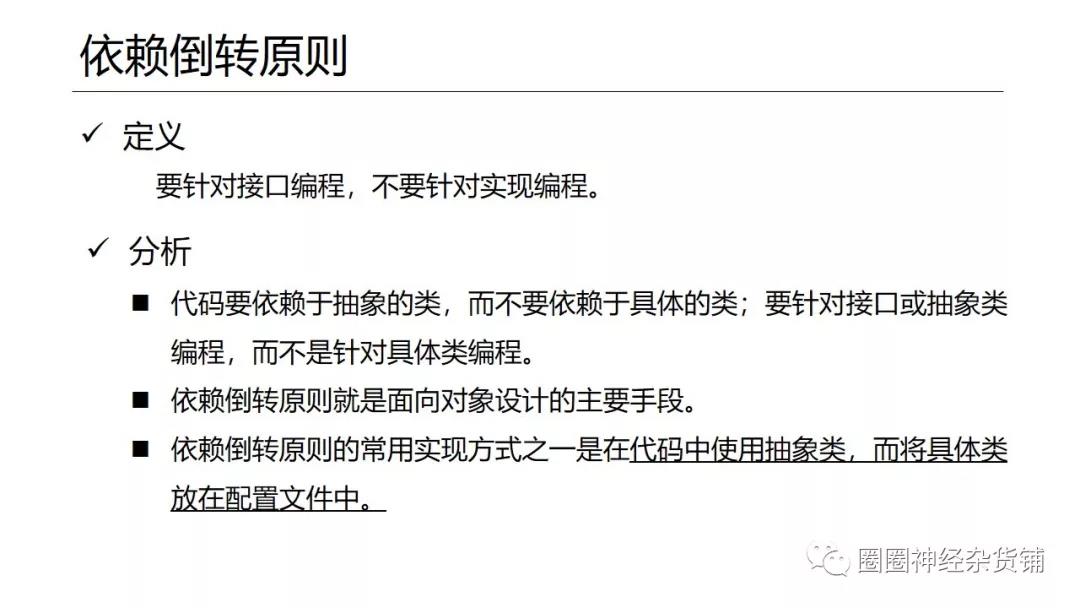 依赖倒转原则
✓ 定义
要针对接口编程，不要针对实现编程。
✓ 分析
■ 代码要依赖于抽象的类，而不要依赖于具体的类；要针对接口或抽象类
编程，而不是针对具体类编程。
■ 依赖倒转原则就是面向对象设计的主要手段。
■ 依赖倒转原则的常用实现方式之一是在代码中使用抽象类，而将具体类
放在配置文件中。
圈圈神经杂货铺